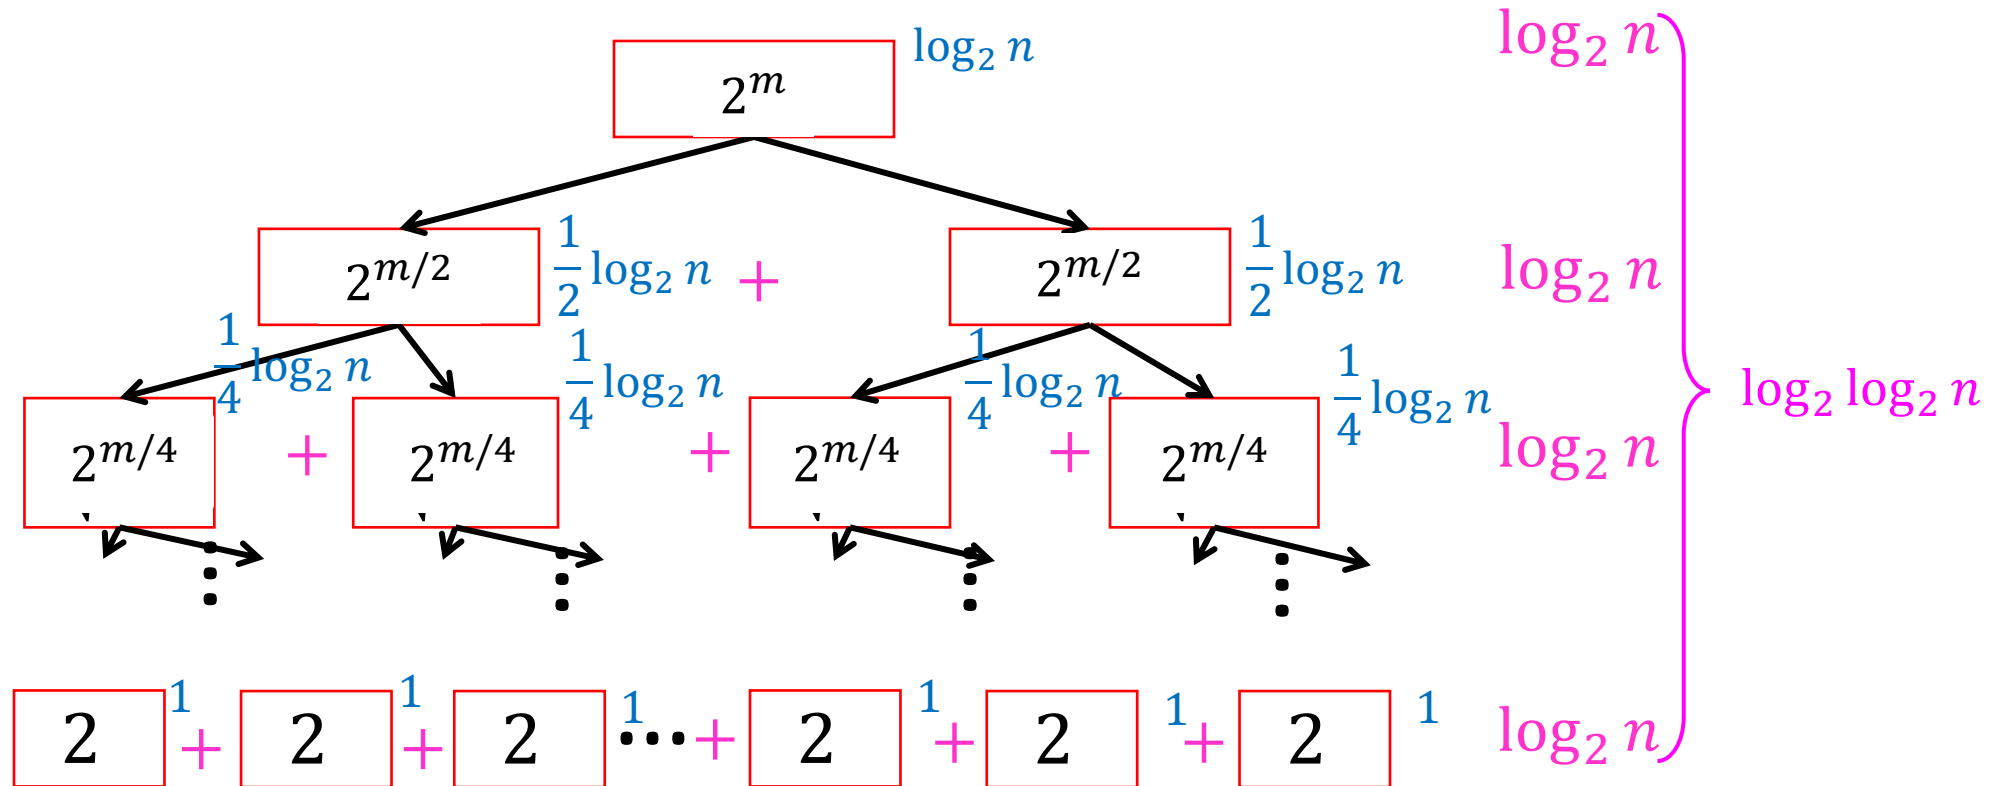 2^m log₂ n log₂ n
2^{m/2} 1/2 log₂ n + 2^{m/2} 1/2 log₂ n log₂ n
1/4 log₂ n 1/4 log₂ n 1/4 log₂ n 1/4 log₂ n log₂ log₂ n
2^{m/4} + 2^{m/4} + 2^{m/4} + 2^{m/4} log₂ n
2 1 + 2 1 + 2 1 ⋯ + 2 1 + 2 1 + 2 1 log₂ n